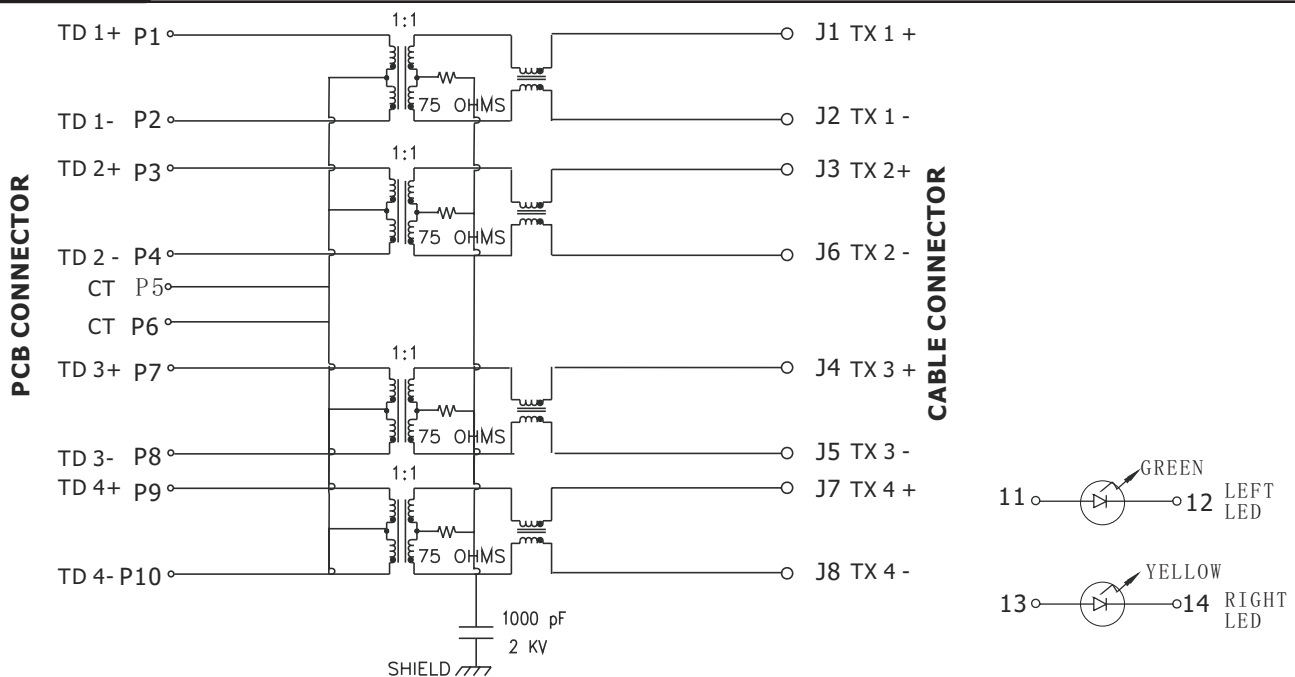 1:1
TD 1+ P1 J1 TX 1 +
75 OHMS
TD 1- P2 J2 TX 1 -
1:1
TD 2+ P3 J3 TX 2+
75 OHMS
TD 2 - P4 J6 TX 2 -
CT P5
CT P6
1:1
TD 3+ P7 J4 TX 3 +
75 OHMS
TD 3- P8 J5 TX 3 -
1:1
TD 4+ P9 J7 TX 4 +
75 OHMS
TD 4- P10 J8 TX 4 -
1000 pF
2 KV
SHIELD
PCB CONNECTOR
CABLE CONNECTOR
GREEN
11 12 LEFT
LED
YELLOW
13 14 RIGHT
LED